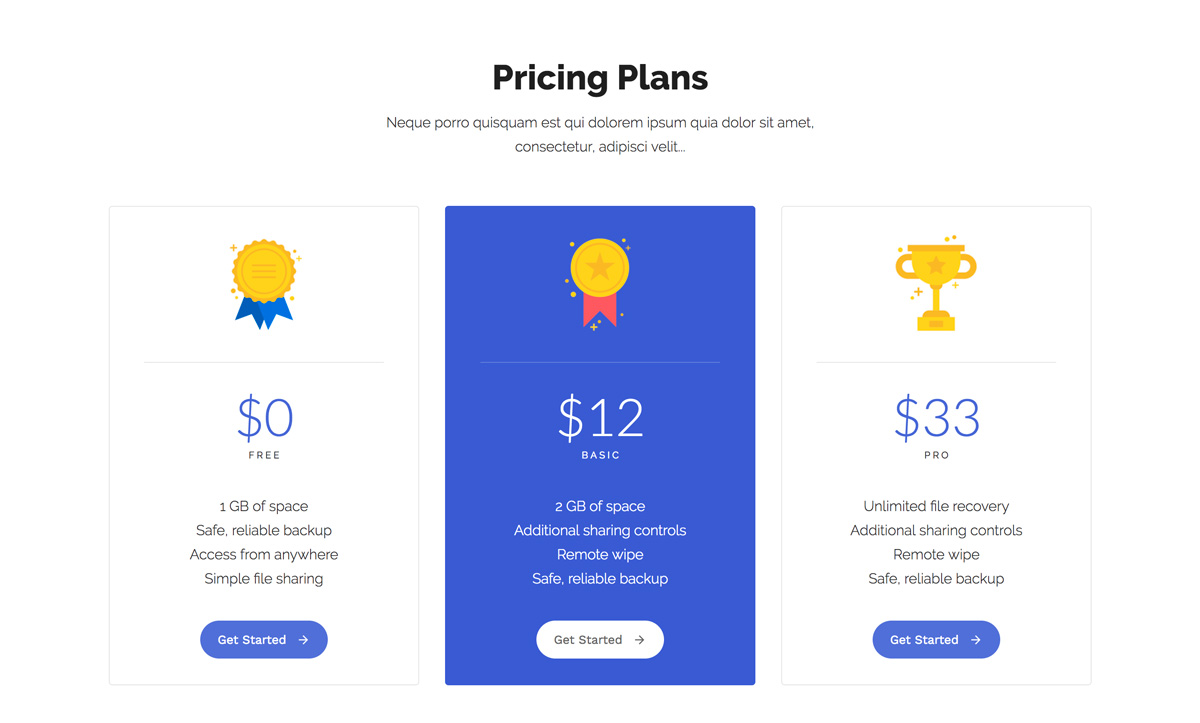 Pricing Plans
Neque porro quisquam est qui dolorem ipsum quia dolor sit amet,
consectetur, adipisci velit...
$0
FREE
1 GB of space
Safe, reliable backup
Access from anywhere
Simple file sharing
Get Started →
$12
BASIC
2 GB of space
Additional sharing controls
Remote wipe
Safe, reliable backup
Get Started →
$33
PRO
Unlimited file recovery
Additional sharing controls
Remote wipe
Safe, reliable backup
Get Started →